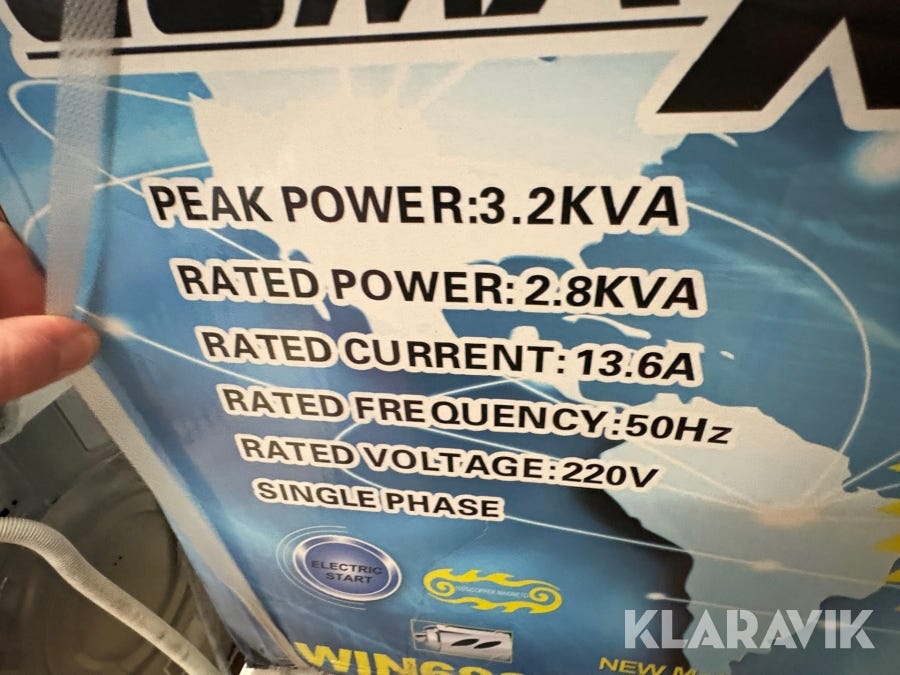 PEAK POWER:3.2KVA
RATED POWER:2.8KVA
RATED CURRENT:13.6A
RATED FREQUENCY:50Hz
RATED VOLTAGE:220V
SINGLE PHASE
ELECTRIC
START
KLARAVIK
NEW